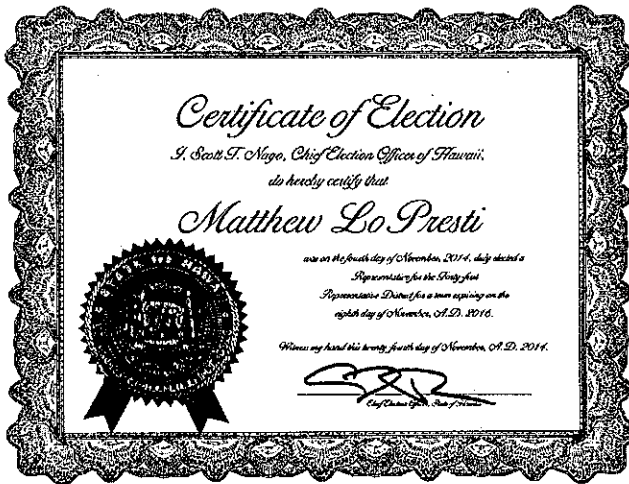 Certificate of Election
I, Scott T. Nago, Chief Election Officer of Hawaii,
do hereby certify that
Matthew Lo Presti
was on the fourth day of November, 2014, duly elected a
Representative for the Forty-first
Representative District for a term expiring on the
eighth day of November, A.D. 2016.
Witness my hand this twenty-fourth day of November, A.D. 2014.
Chief Election Officer, State of Hawaii